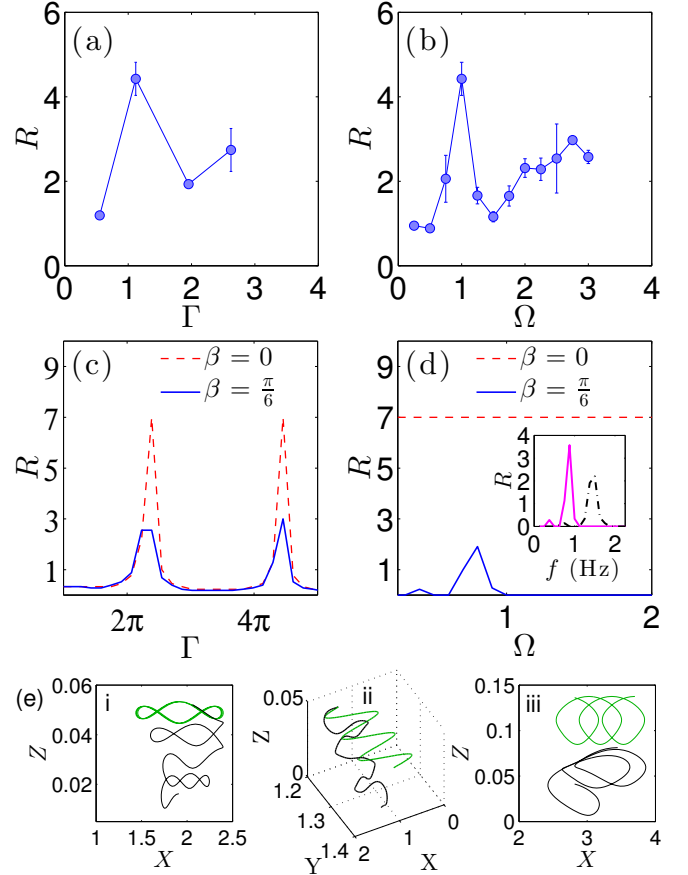 6 (a) 6 (b)
R 4 R 4
2 2
0 0
0 1 2 3 4 0 1 2 3 4
Γ Ω
(c) β = 0 (d) β = 0
9 β = π/6 9 β = π/6
7 7
R 5 R 5
3 3
1 1
2π 4π 1 2
Γ Ω
4
3
R 2
1
0
0 1 2
f (Hz)
(e)
0.06 i
Z 0.04
0.02
1 1.5 2 2.5
X
0.05 ii
Z
0
1.2
1.3
Y 1.4
2 1 0
X
0.15 iii
0.1
Z
0.05
0
2 3 4
X